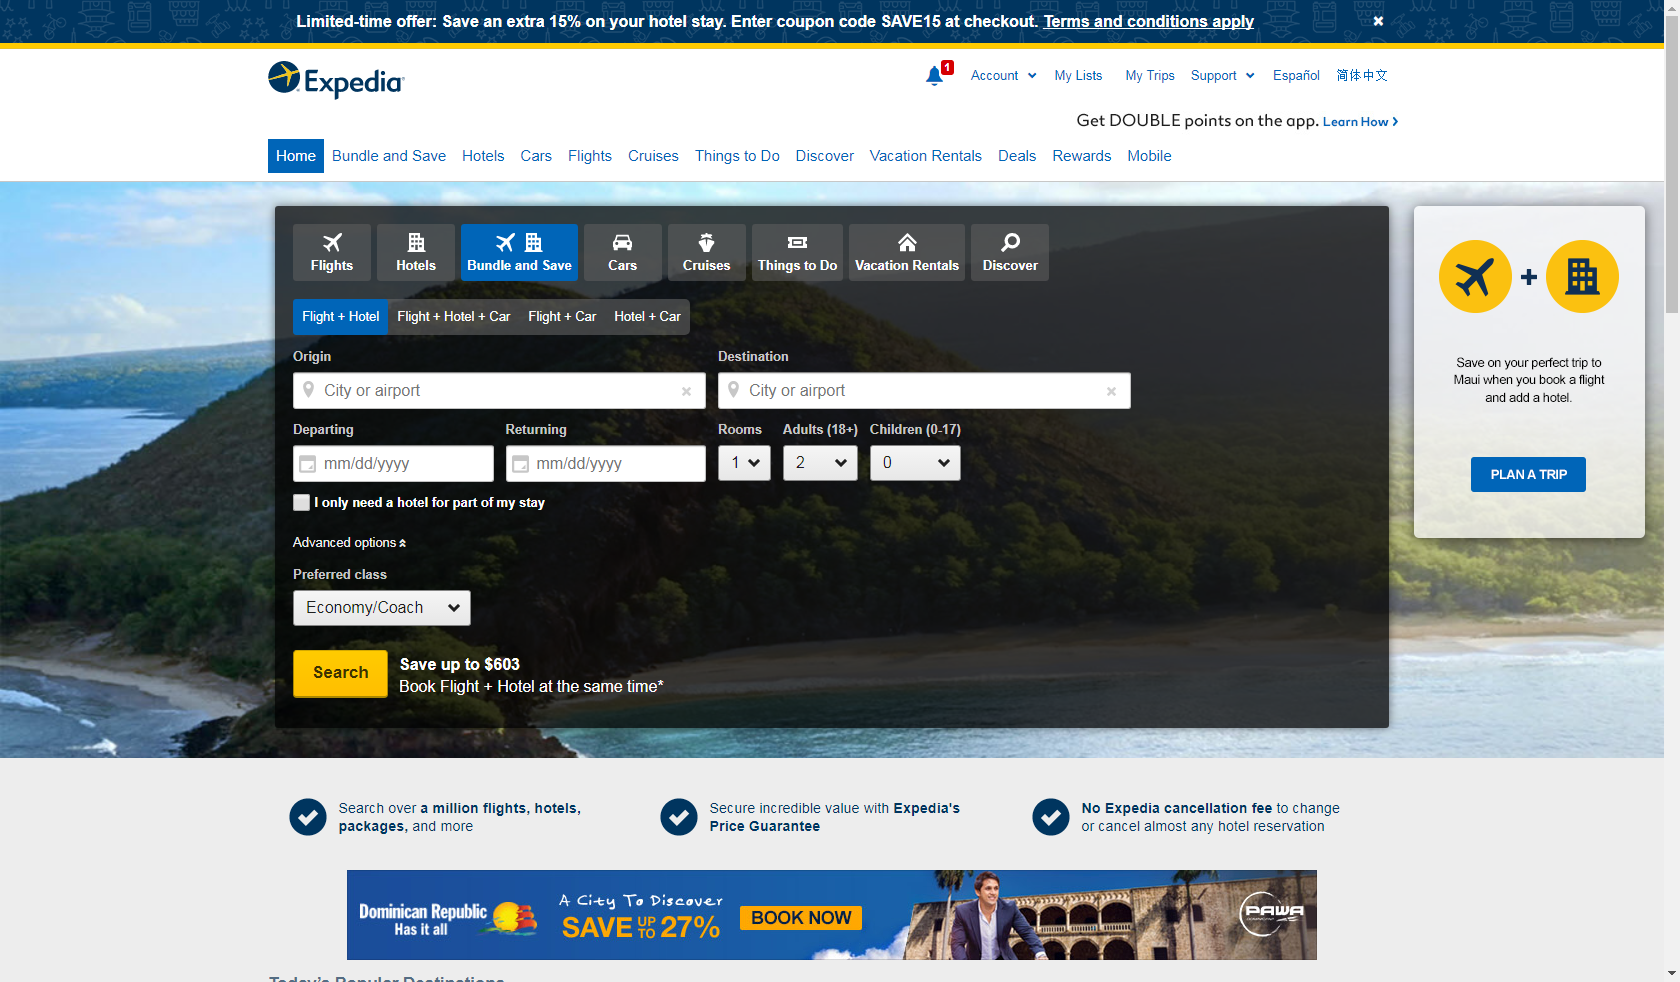 Limited-time offer: Save an extra 15% on your hotel stay. Enter coupon code SAVE15 at checkout. Terms and conditions apply
Expedia
1
Account
My Lists
My Trips
Support
Español
简体中文
Get DOUBLE points on the app. Learn How
Home
Bundle and Save
Hotels
Cars
Flights
Cruises
Things to Do
Discover
Vacation Rentals
Deals
Rewards
Mobile
Flights
Hotels
Bundle and Save
Cars
Cruises
Things to Do
Vacation Rentals
Discover
Flight + Hotel
Flight + Hotel + Car
Flight + Car
Hotel + Car
Origin
Destination
City or airport
City or airport
Departing
Returning
Rooms
Adults (18+)
Children (0-17)
mm/dd/yyyy
mm/dd/yyyy
1
2
0
I only need a hotel for part of my stay
Advanced options
Preferred class
Economy/Coach
Search
Save up to $603
Book Flight + Hotel at the same time*
Save on your perfect trip to
Maui when you book a flight
and add a hotel.
PLAN A TRIP
Search over a million flights, hotels,
packages, and more
Secure incredible value with Expedia's
Price Guarantee
No Expedia cancellation fee to change
or cancel almost any hotel reservation
Dominican Republic
Has it all
A City To Discover
SAVE UP TO 27%
BOOK NOW
PAWA
Today's Popular Destinations